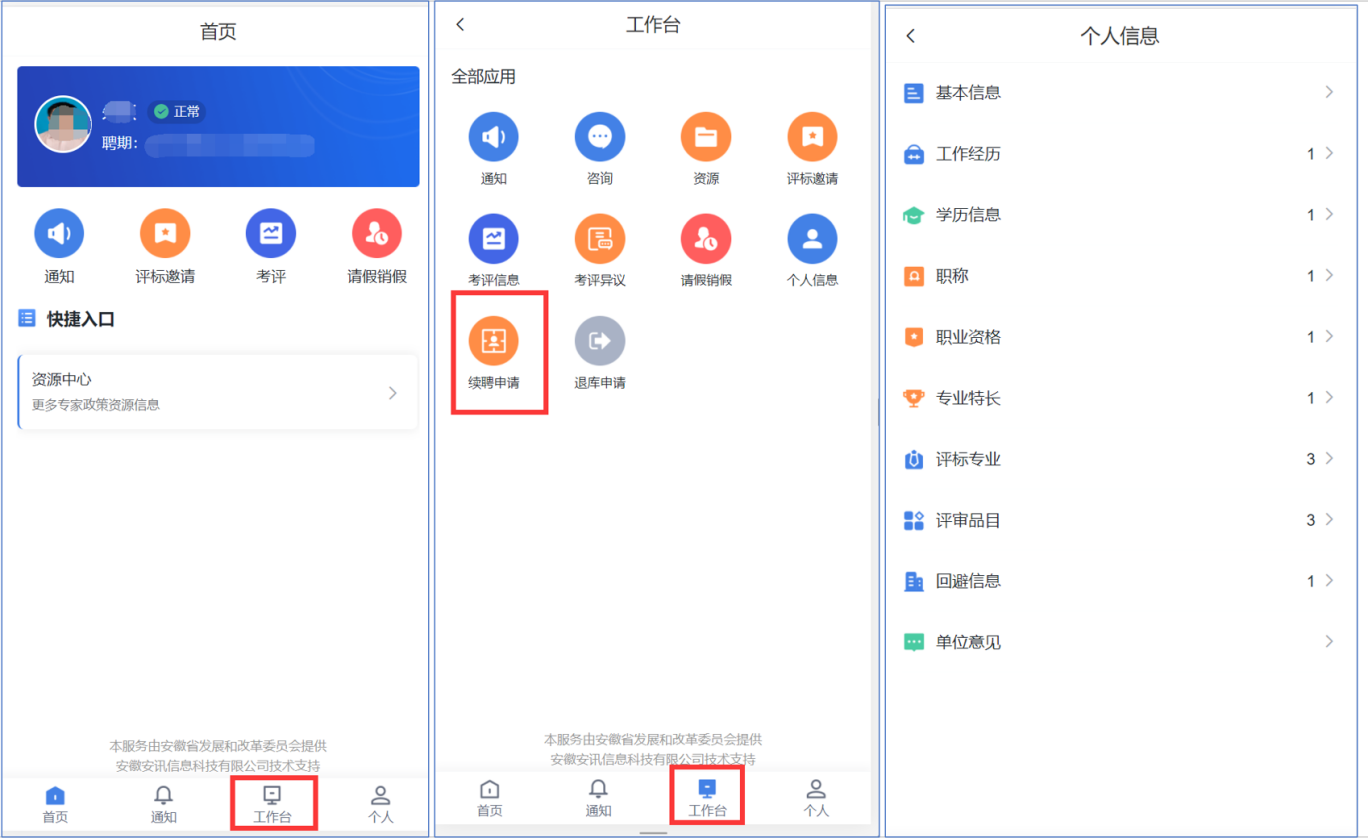 首页
正常
聘期：
通知
评标邀请
考评
请假销假
快捷入口
资源中心
更多专家政策资源信息
本服务由安徽省发展和改革委员会提供
安徽安讯信息科技有限公司技术支持
首页
通知
工作台
个人
工作台
全部应用
通知
咨询
资源
评标邀请
考评信息
考评异议
请假销假
个人信息
续聘申请
退库申请
本服务由安徽省发展和改革委员会提供
安徽安讯信息科技有限公司技术支持
首页
通知
工作台
个人
个人信息
基本信息
工作经历 1
学历信息 1
职称 1
职业资格 1
专业特长 1
评标专业 3
评审品目 3
回避信息 1
单位意见